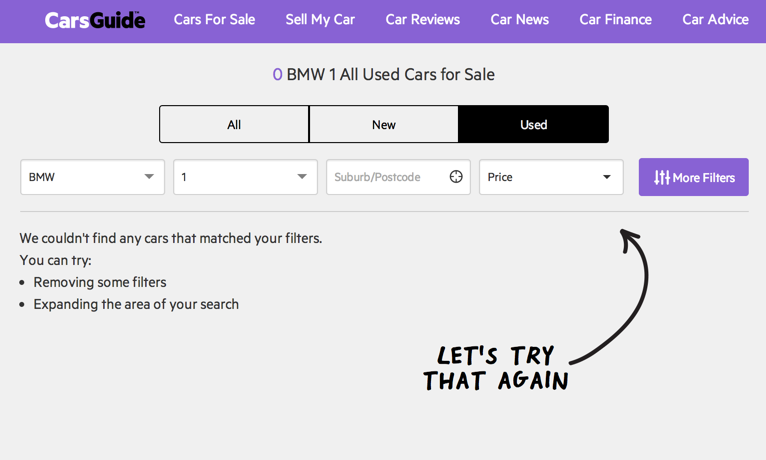 CarsGuide™ Cars For Sale Sell My Car Car Reviews Car News Car Finance Car Advice
0 BMW 1 All Used Cars for Sale
All New Used
BMW 1 Suburb/Postcode Price More Filters
We couldn't find any cars that matched your filters.
You can try:
• Removing some filters
• Expanding the area of your search
LET'S TRY
THAT AGAIN